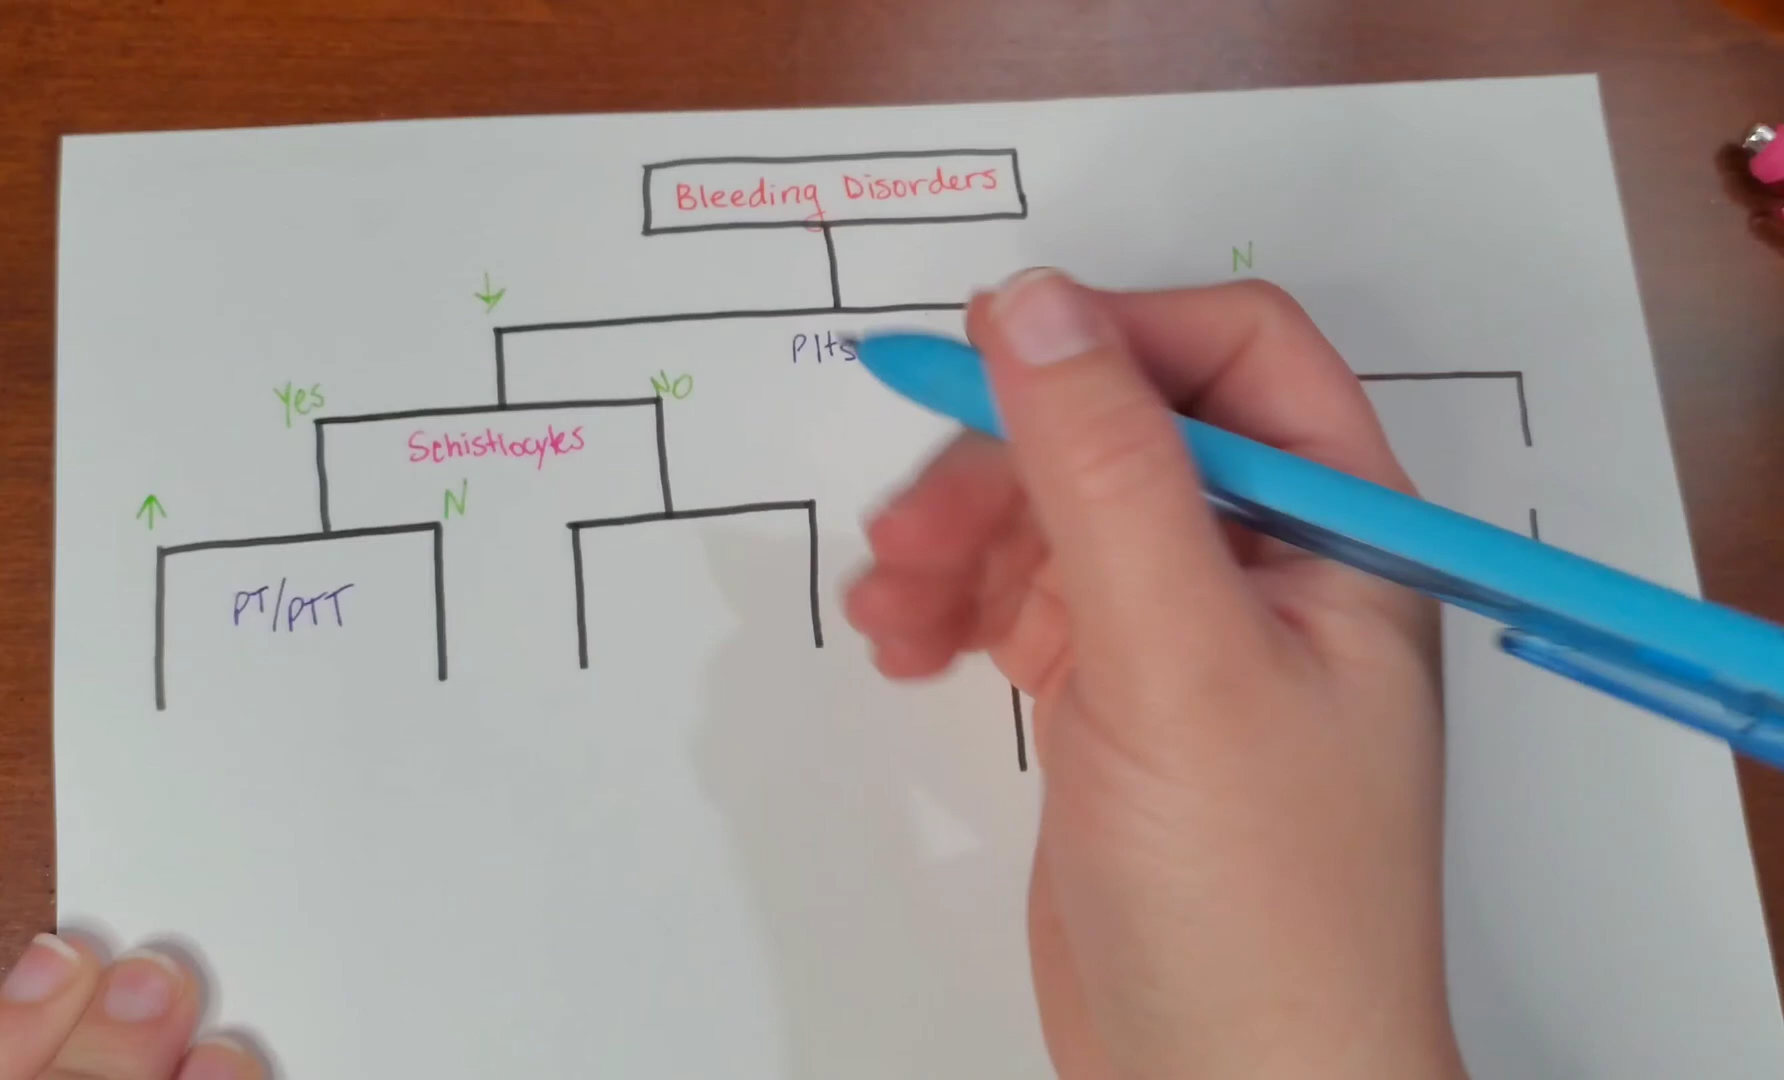 Bleeding Disorders
↓
N
Plts
Yes
No
Schistocytes
↑
N
PT/PTT